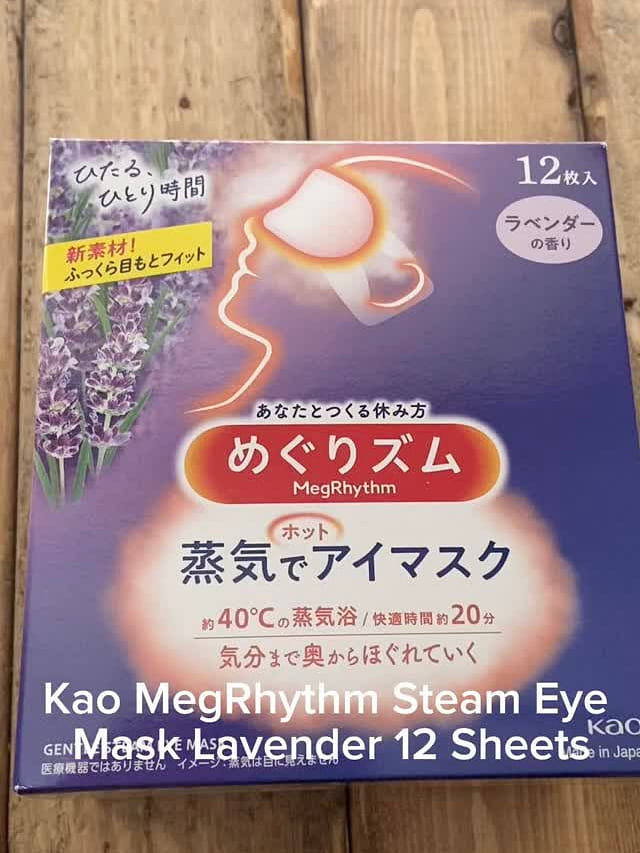 ひたる、
ひとり時間
12枚入
ラベンダー
の香り
新素材!
ふっくら目もとフィット
あなたとつくる休み方
めぐりズム
MegRhythm
ホット
蒸気でアイマスク
約40℃の蒸気浴/快適時間約20分
気分まで奥からほぐれていく
Kao MegRhythm Steam Eye
Mask Lavender 12 Sheets
Kao
GENTLE STEAM EYE MASK
in Japa
医療機器ではありません イメージ:蒸気は目に見えません